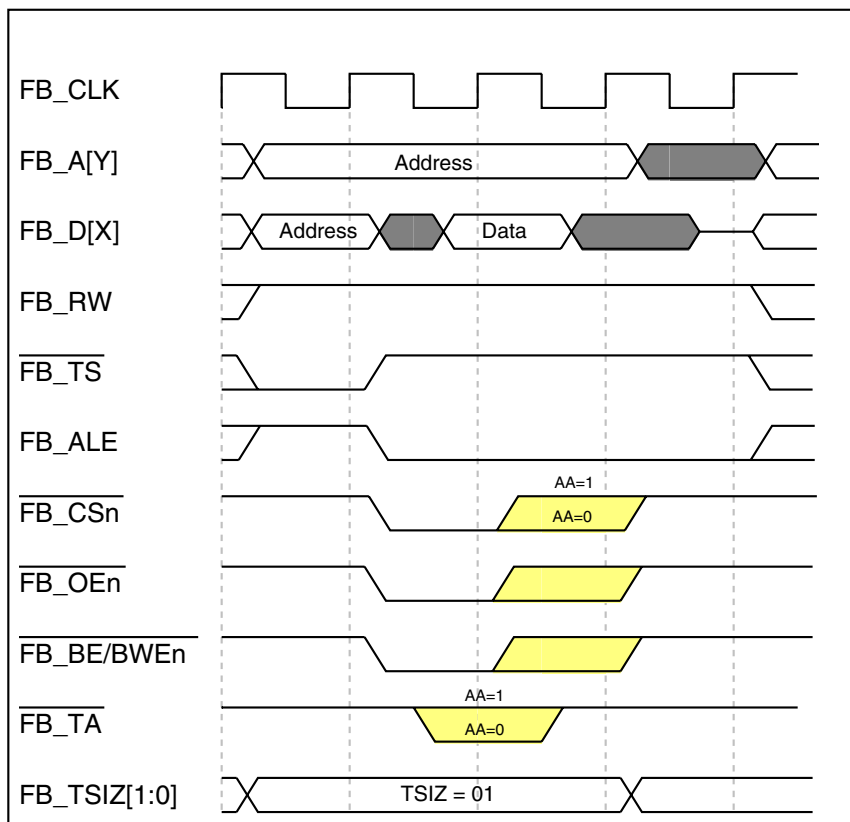 FB_CLK
FB_A[Y] Address
FB_D[X] Address Data
FB_RW
FB_TS
FB_ALE
AA=1
FB_CSn AA=0
FB_OEn
FB_BE/BWEn
AA=1
FB_TA AA=0
FB_TSIZ[1:0] TSIZ = 01